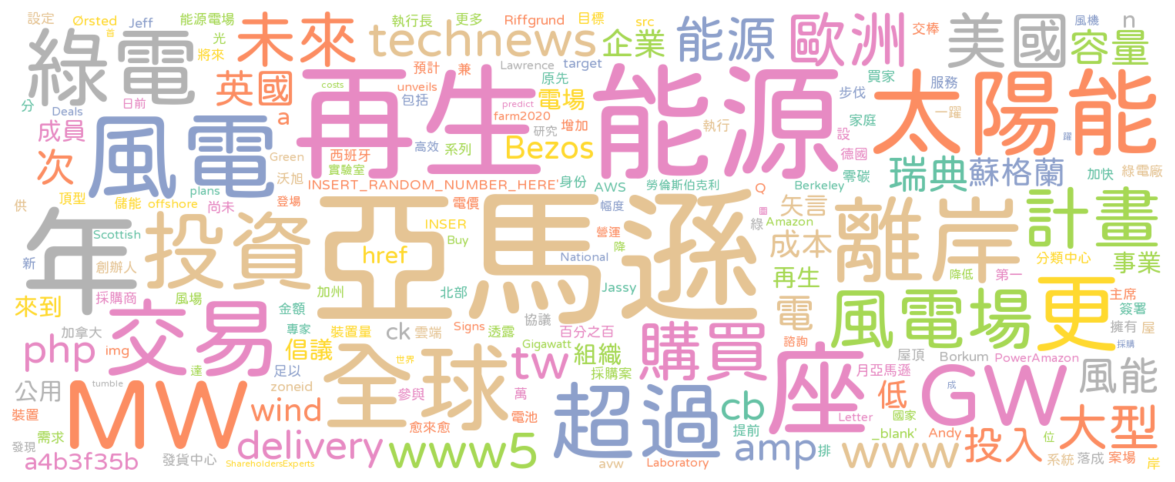 設定 Ørsted Jeff 能源電場 執行長 更多 Riffgrund 目標 src 風機 交棒 n
百 光 將來 綠電 未來 technews 企業 能源 歐洲 美國 容量
預計 兼 Lawrence target 原先 買家 服務 步伐
分 Deals 日前 英國 costs unveils 包括 predict 電場 farm2020 增加 研究 執行 家庭 一躍 設 躍
成員 a 再生能源 太陽能 德國
次 風電 Green 沃旭 西班牙 高效 系列 Bezos 零碳 瑞典 蘇格蘭 加快 綠電廠
plans 實驗室 INSERT_RANDOM_NUMBER_HERE' 身份 AWS 勞倫斯伯克利 Q Berkeley
頂型 儲能 offshore 登場 電價 INSER 幅度 圖 矢言
供 尚未 年 投資 亞馬遜 綠 Amazon 離岸 計畫
Scottish href Buy 營運 降 National 成本
新 創辦人 Jassy 再生 降低 第一 分類中心 事業
來到 採購商 風場 北部 加州 金額 主席 簽署
加拿大 交易 專家 裝置量 ck 雲端 協議 Signs 透露 百分之百 購買 電 風電場 更 擁有 屋 採購
php img 倡議 Gigawatt tw 組織 諮詢 屋頂 Borkum PowerAmazon
公用 tumble 達 足以 zoneid 全球 世界 採購案 月亞馬遜 座 成 風能
MW 參與 萬 超過 低 GW 大型
裝置 wind 愈來愈 電池 cb 提前 Letter 國家
需求 發現 delivery www5 amp 排 www _blank' Andy 投入 位 落成 案場
a4b3f35b 發貨中心 ShareholdersExperts avw Laboratory 系統 岸